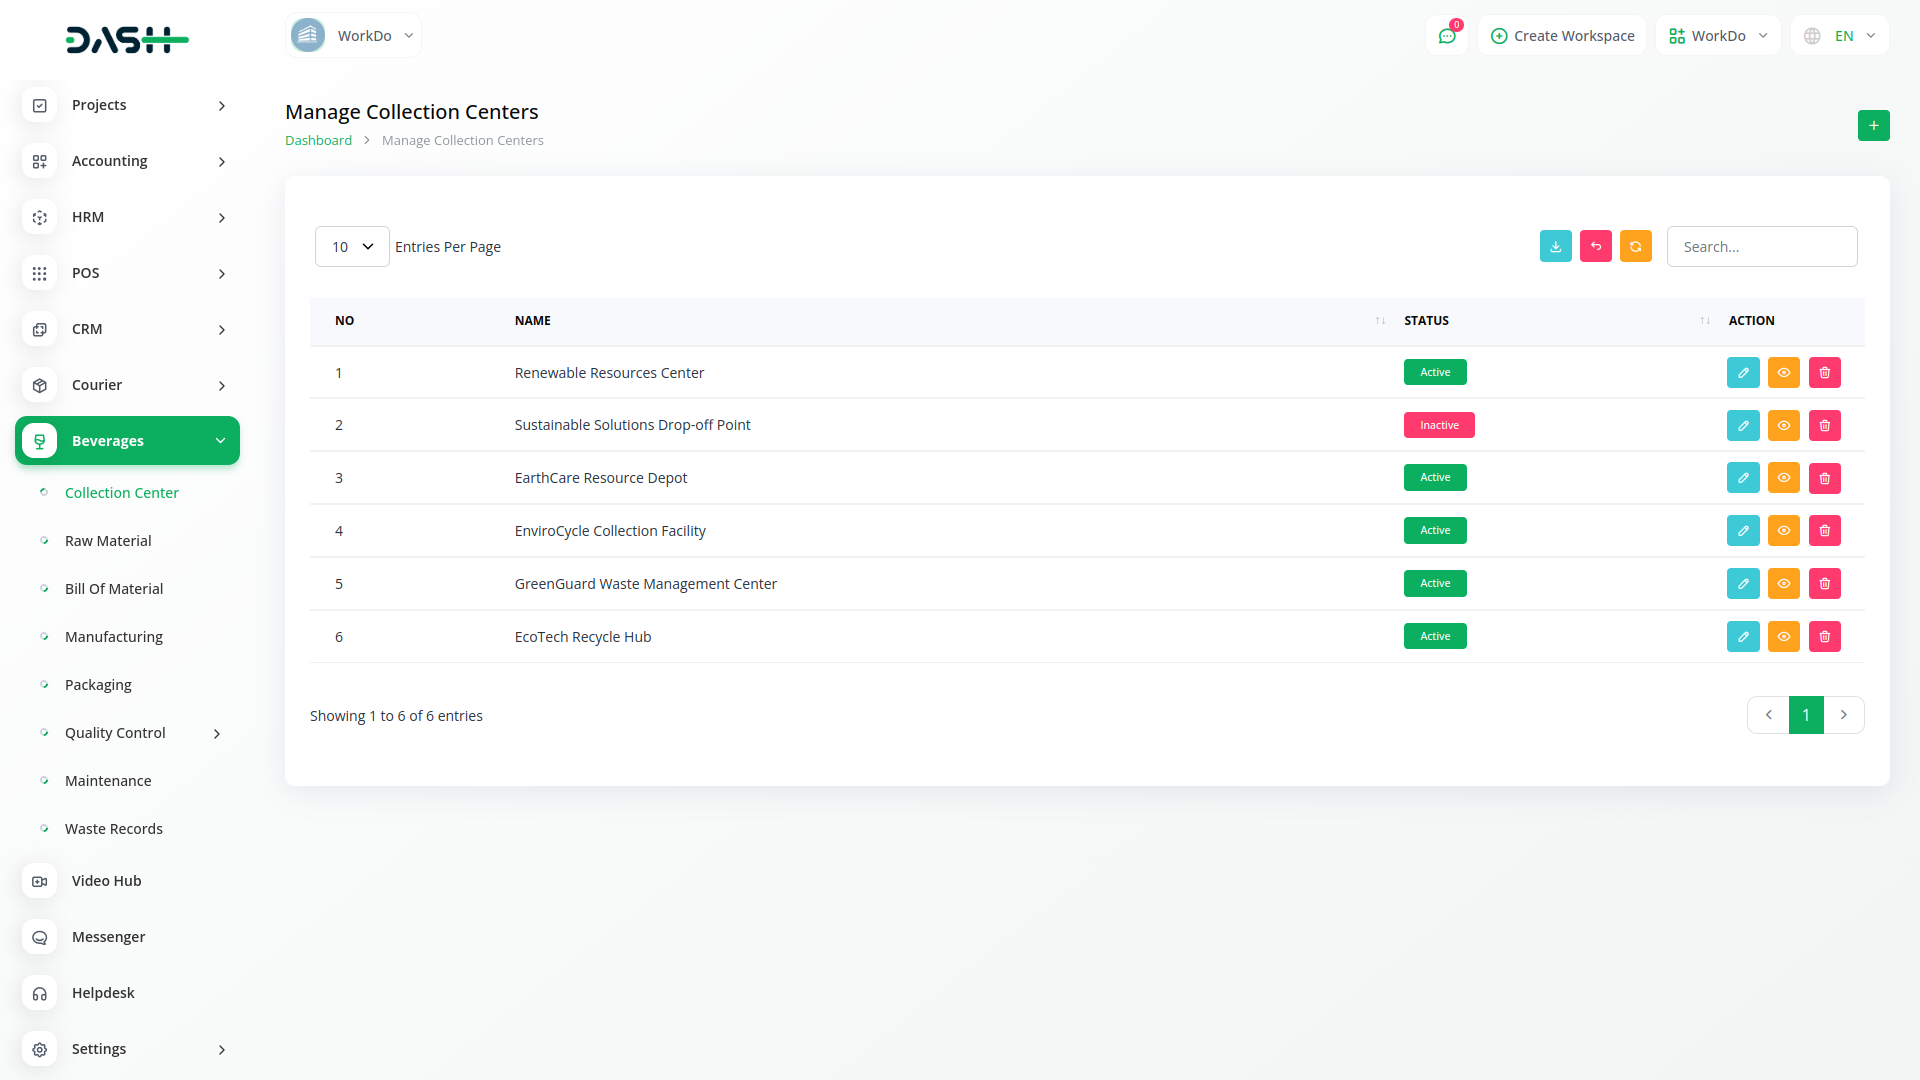 DASH
WorkDo
0
Create Workspace
WorkDo
EN
Projects
Accounting
HRM
POS
CRM
Courier
Beverages
Collection Center
Raw Material
Bill Of Material
Manufacturing
Packaging
Quality Control
Maintenance
Waste Records
Video Hub
Messenger
Helpdesk
Settings
Manage Collection Centers
Dashboard > Manage Collection Centers
+
10 Entries Per Page
Search...
NO NAME STATUS ACTION
1 Renewable Resources Center Active
2 Sustainable Solutions Drop-off Point Inactive
3 EarthCare Resource Depot Active
4 EnviroCycle Collection Facility Active
5 GreenGuard Waste Management Center Active
6 EcoTech Recycle Hub Active
Showing 1 to 6 of 6 entries
1